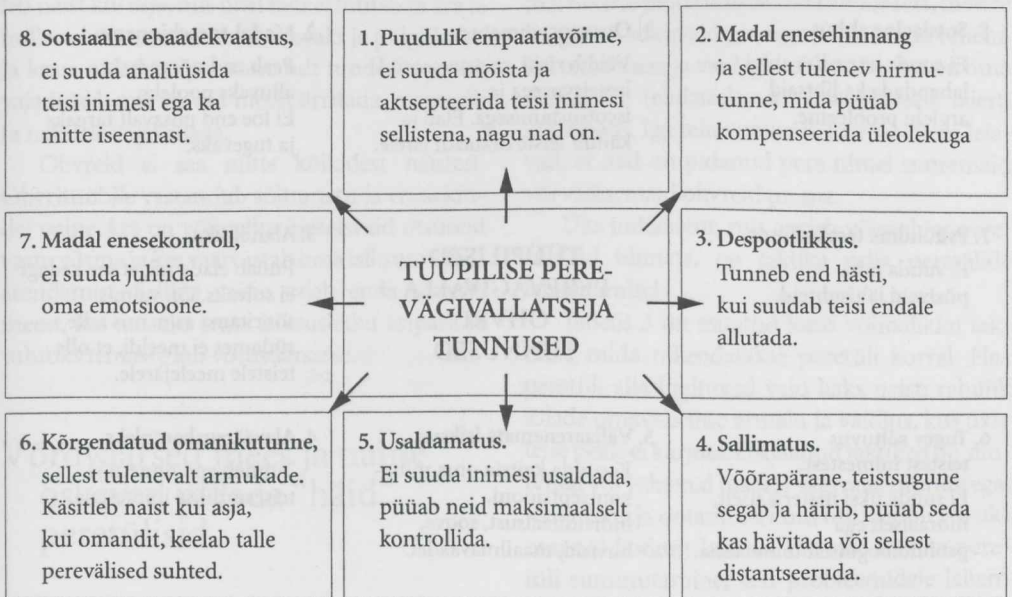 8. Sotsiaalne ebaadekvaatsus,
ei suuda analüüsida
teisi inimesi ega ka
mitte iseennast.
1. Puudulik empaatiavõime,
ei suuda mõista ja
aktsepteerida teisi inimesi
sellistena, nagu nad on.
2. Madal enesehinnang
ja sellest tulenev hirmu-
tunne, mida püüab
kompenseerida üleolekuga
7. Madal enesekontroll,
ei suuda ohtida
oma emotsioone.
TÜÜPILISE PERE-
VÄGIVALLATSEJA
TUNNUSED
3. Despootlikkus.
Tunneb end hästi
kui suudab teisi endale
allutada.
6. Kõrgenenud omanikutunne,
sellest tulenevalt armukade.
Käsitleb naist kui asja,
kui omandit, keelab talle
perevälised suhted.
5. Usaldamatus.
Ei suuda inimesi usaldada,
püüab neid maksimaalselt
kontrollida.
4. Sallimatus.
Võõrapärane, teistsugune
segab ja häirib, püüab seda
kas hävitada või sellest
distantseeruda.